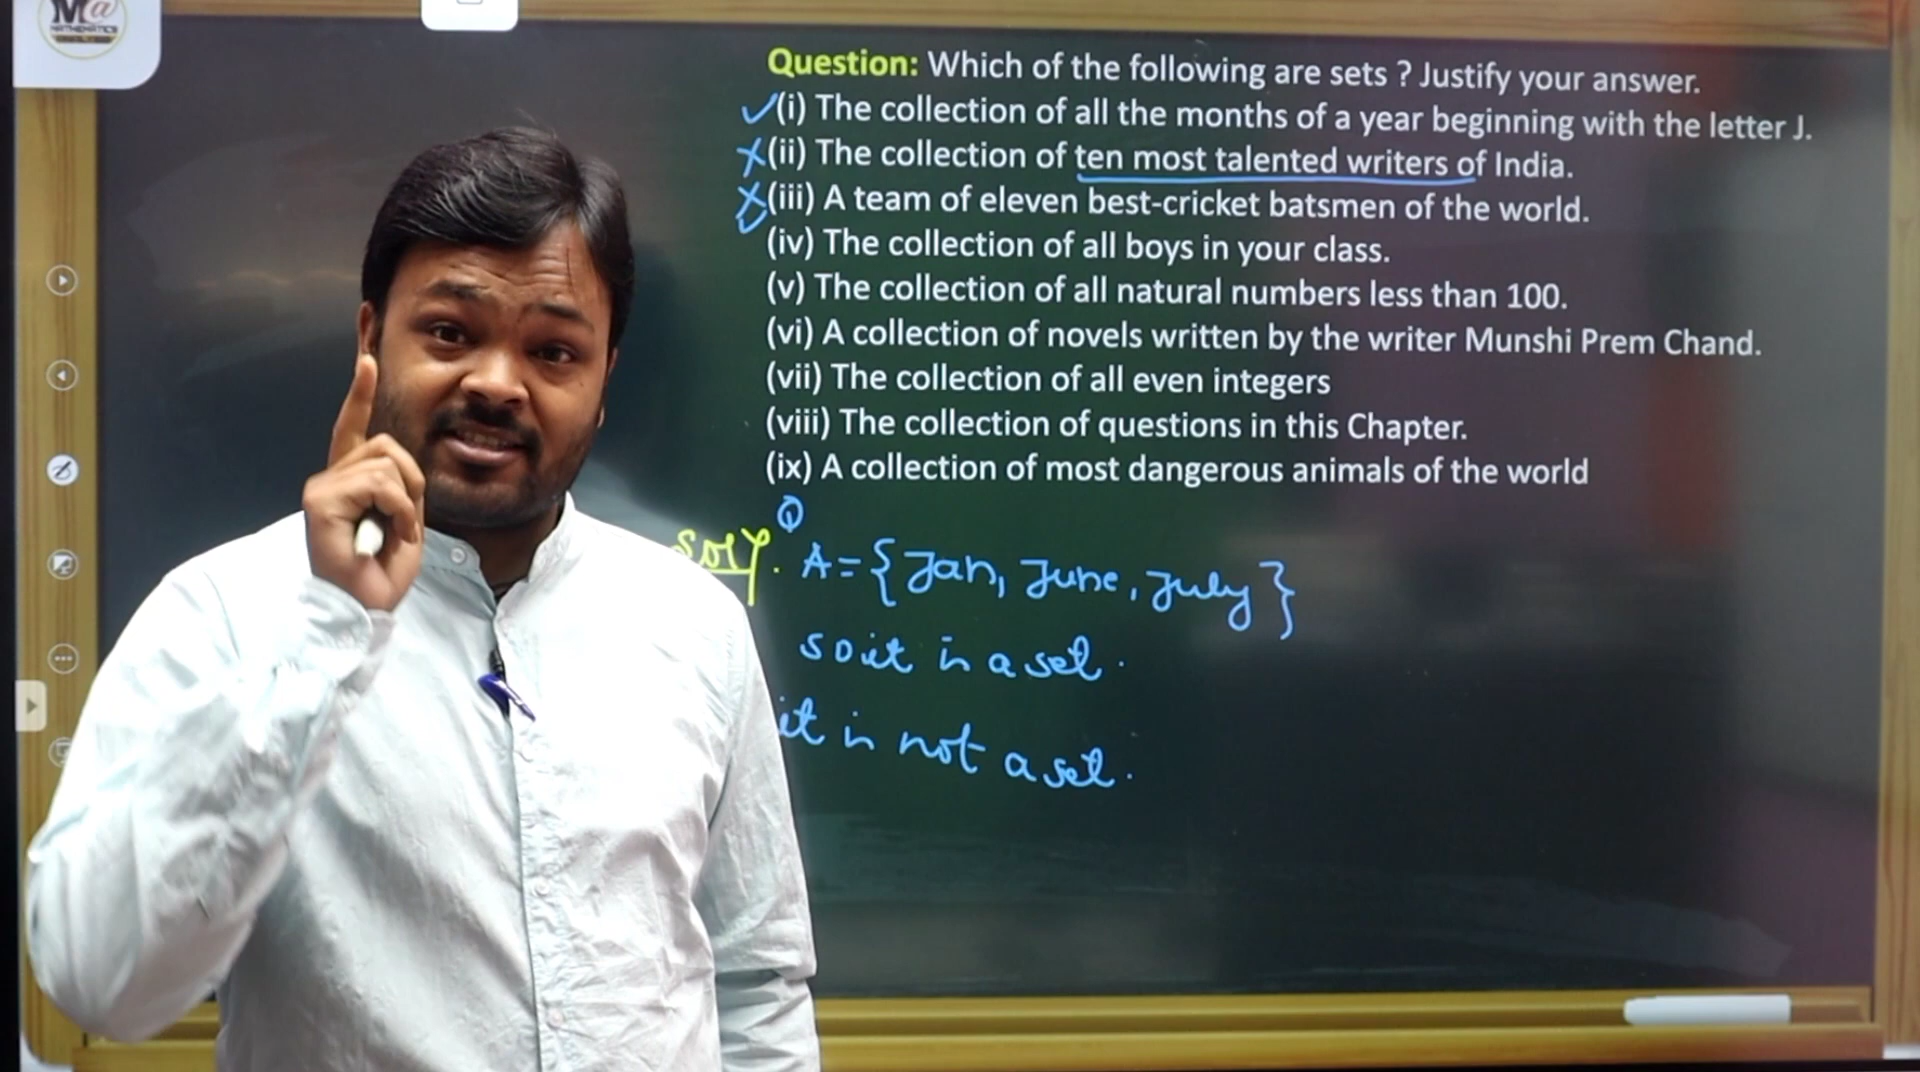 M@
MATHEMATICS
Question: Which of the following are sets ? Justify your answer.
(i) The collection of all the months of a year beginning with the letter J.
(ii) The collection of ten most talented writers of India.
(iii) A team of eleven best-cricket batsmen of the world.
(iv) The collection of all boys in your class.
(v) The collection of all natural numbers less than 100.
(vi) A collection of novels written by the writer Munshi Prem Chand.
(vii) The collection of all even integers
(viii) The collection of questions in this Chapter.
(ix) A collection of most dangerous animals of the world
Solⁿ. A = {Jan, June, July}
so it is a set.
it is not a set.